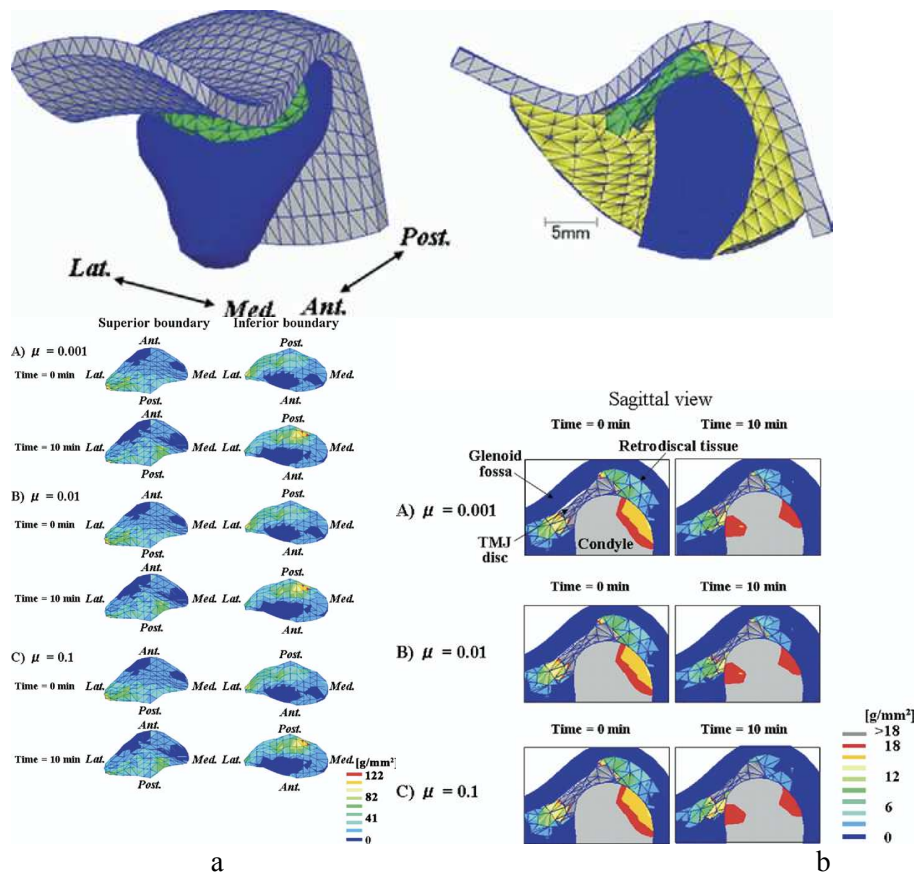 5mm
Post.
Lat.
Med. Ant.
Superior boundary Inferior boundary
Ant. Post.
A) μ = 0.001
Time = 0 min Lat. Med. Lat. Med.
Post. Ant.
Ant. Post.
Time = 10 min Lat. Med. Lat. Med.
Post. Ant.
B) μ = 0.01
Ant. Post.
Time = 0 min Lat. Med. Lat. Med.
Post. Ant.
Ant. Post.
Time = 10 min Lat. Med. Lat. Med.
Post. Ant.
C) μ = 0.1
Ant. Post.
Time = 0 min Lat. Med. Lat. Med.
Post. Ant.
Ant. Post.
Time = 10 min Lat. Med. Lat. Med.
Post. Ant.
[g/mm²]
122
82
41
0
a
Sagittal view
Time = 0 min Time = 10 min
Retrodiscal tissue
Glenoid
fossa
A) μ = 0.001
TMJ
disc
Condyle
Time = 0 min Time = 10 min
B) μ = 0.01
Time = 0 min Time = 10 min
C) μ = 0.1
[g/mm²]
>18
18
12
6
0
b